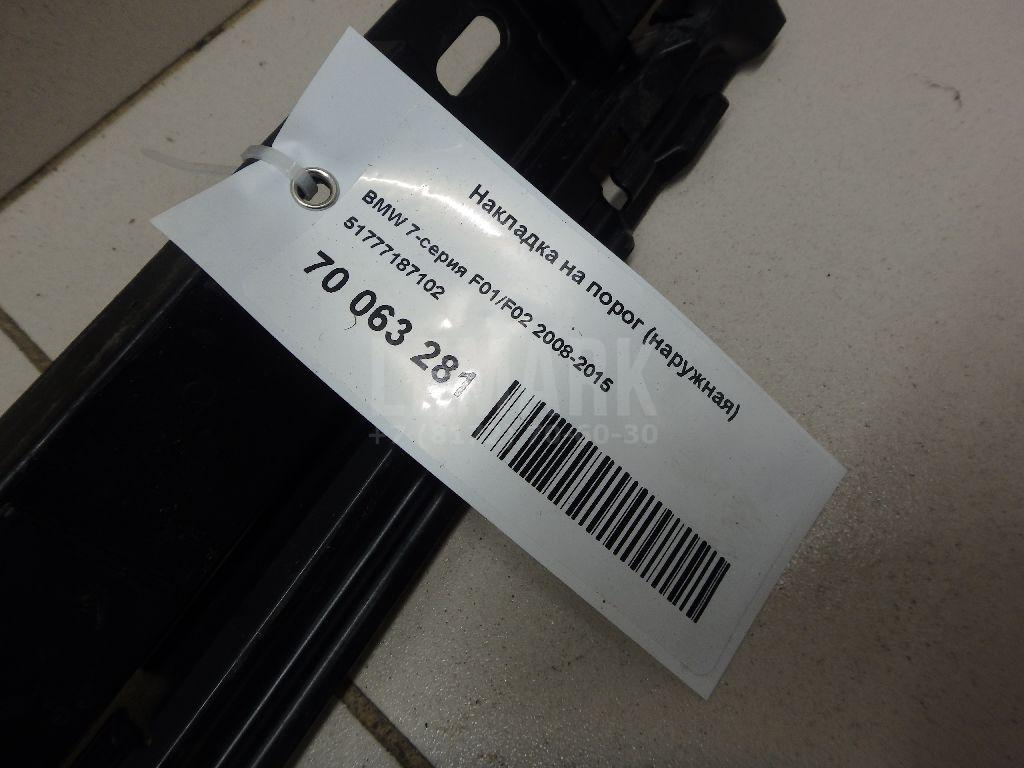 Накладка на порог (наружная)
BMW 7-серия F01/F02 2008-2015
51777187102
70 063 281